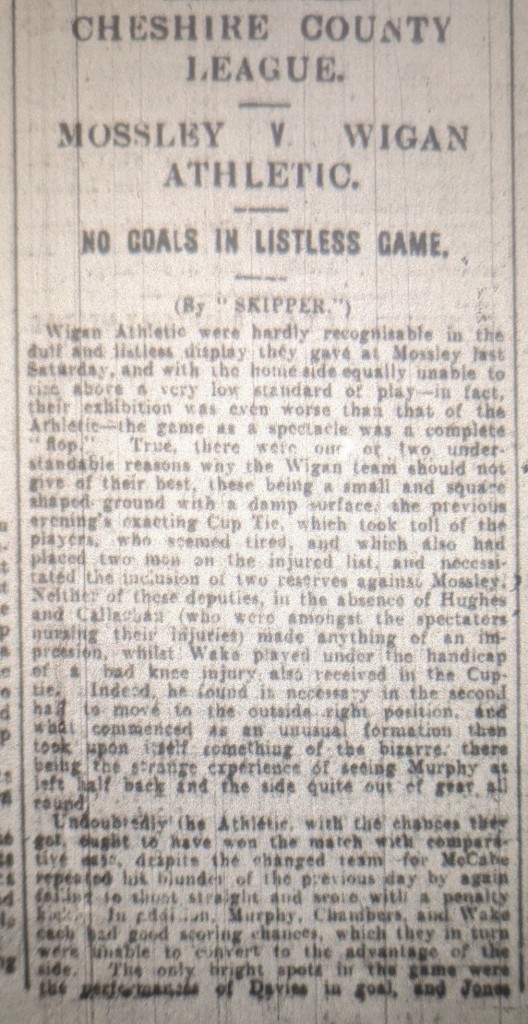 CHESHIRE COUNTY
LEAGUE.
MOSSLEY V. WIGAN
ATHLETIC.
NO GOALS IN LISTLESS GAME.
(By "SKIPPER.")
Wigan Athletic were hardly recognisable in the
dull and listless display they gave at Mossley last
Saturday, and with the home side equally unable to
rise above a very low standard of play—in fact,
their exhibition was even worse than that of the
Athletic—the game as a spectacle was a complete
"flop." True, there were one or two under-
standable reasons why the Wigan team should not
give of their best, these being a small and square
shaped ground with a damp surface, the previous
evening's exacting Cup Tie, which took toll of the
players, who seemed tired, and which also had
placed two men on the injured list, and necessi-
tated the inclusion of two reserves against Mossley.
Neither of these deputies, in the absence of Hughes
and Callaghan (who were amongst the spectators
nursing their injuries) made anything of an im-
pression, whilst Wake played under the handicap
of a bad knee injury also received in the Cup-
tie. Indeed, he found it necessary in the second
half to move to the outside right position, and
what commenced as an unusual formation then
took upon itself something of the bizarre, there
being the strange experience of seeing Murphy at
left half back and the side quite out of gear all
round.
Undoubtedly the Athletic, with the chances they
got, ought to have won the match with compara-
tive ease, despite the changed team for McCabe
repeated his blunder of the previous day by again
failing to shoot straight and score with a penalty
kick. In addition, Murphy, Chambers, and Wake
each had good scoring chances, which they in turn
were unable to convert to the advantage of the
side. The only bright spots in the game were
the performances of Davies in goal, and Jones